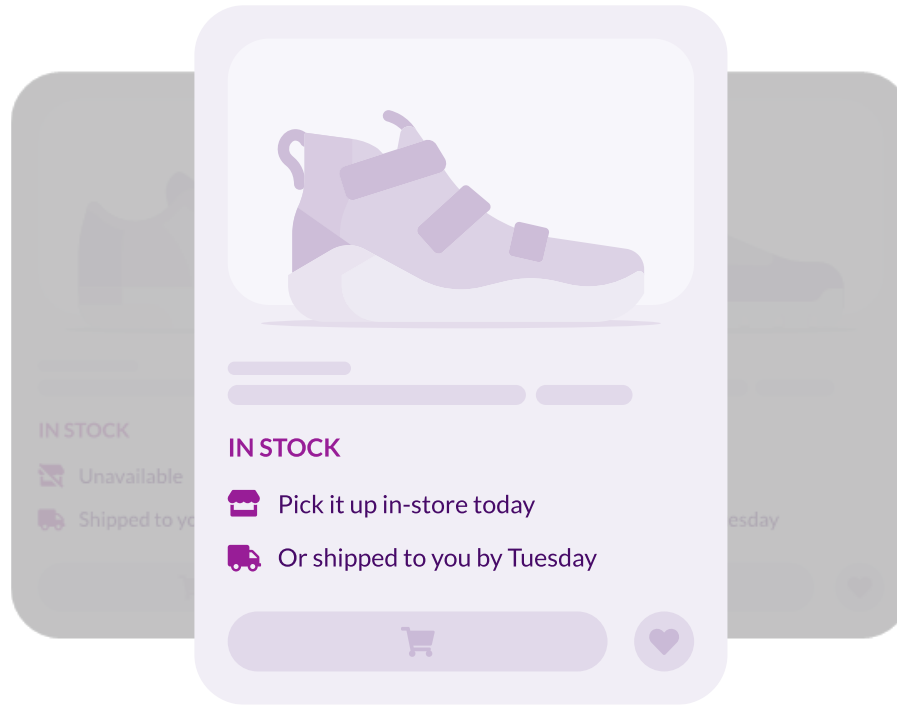 IN STOCK
Unavailable
Shipped to yo
IN STOCK
Pick it up in-store today
Or shipped to you by Tuesday
esday